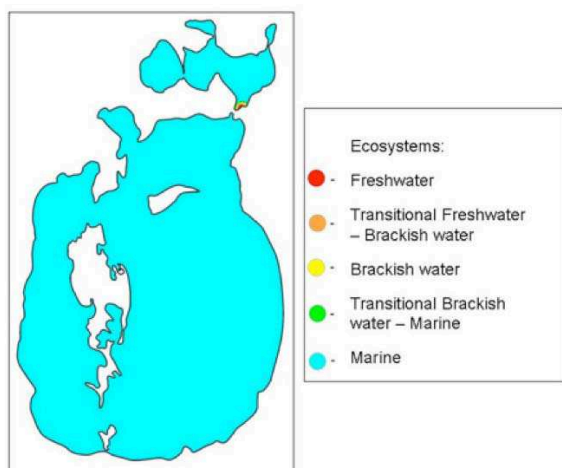 Ecosystems:
- Freshwater
- Transitional Freshwater
– Brackish water
- Brackish water
- Transitional Brackish
water – Marine
- Marine